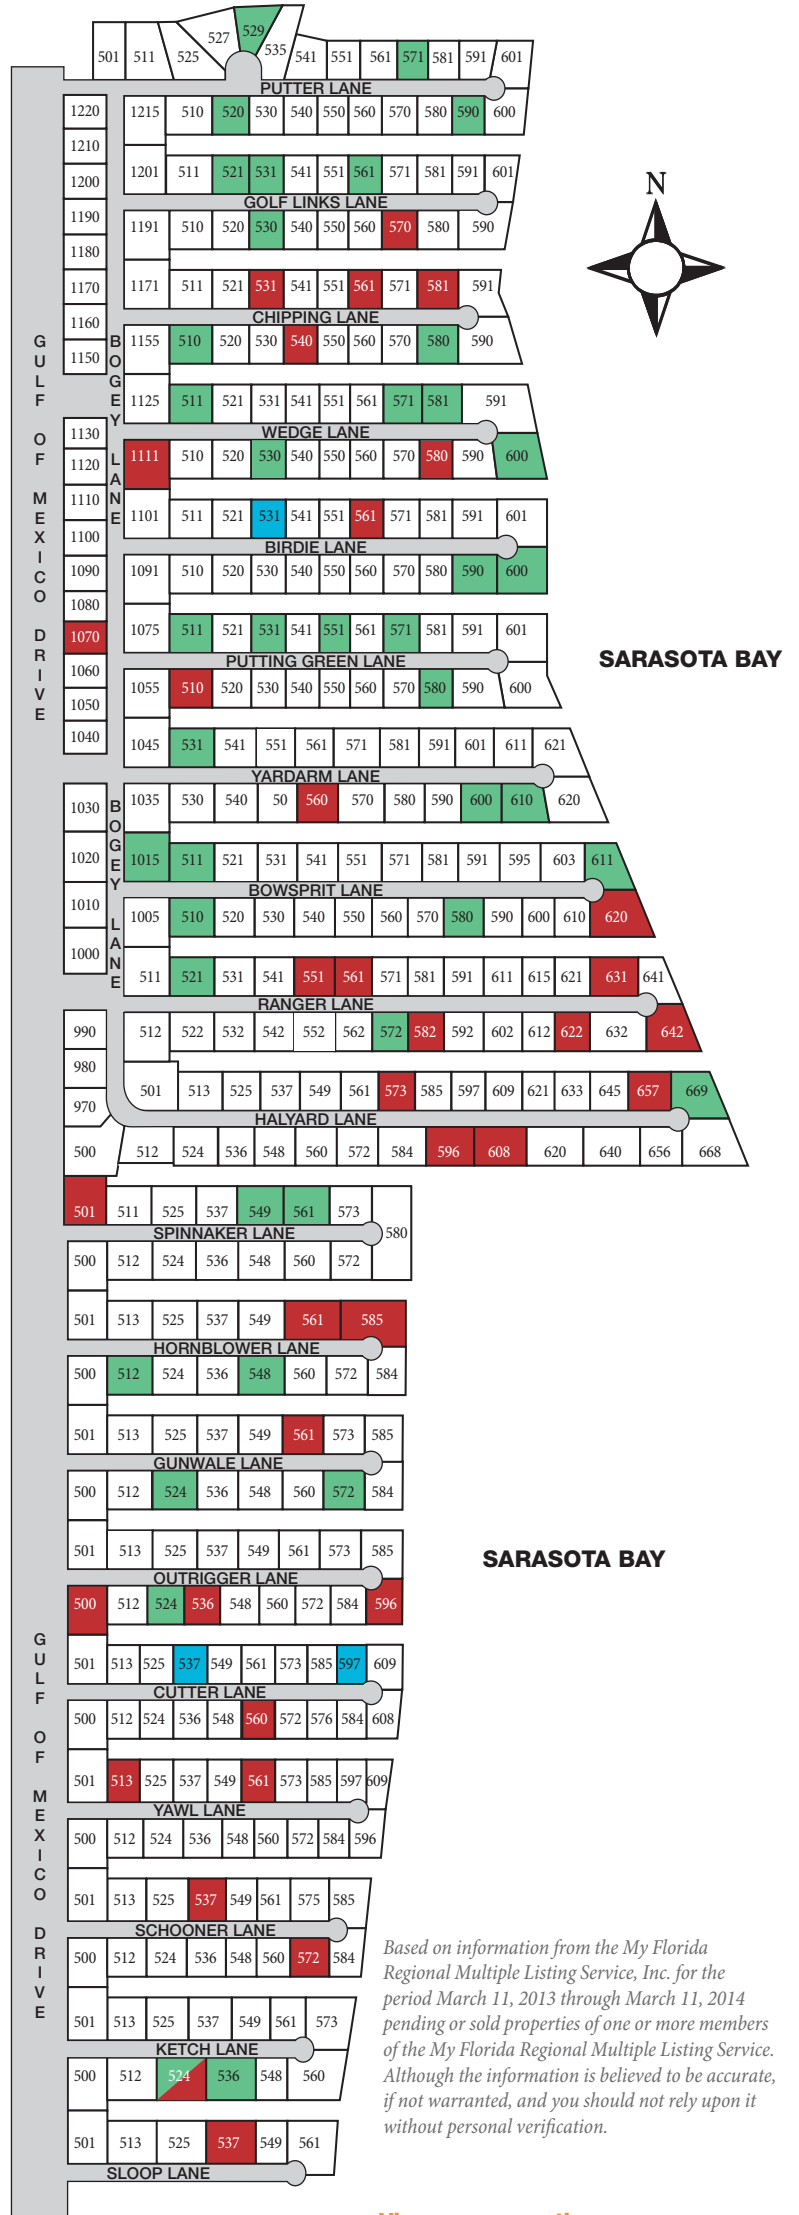 527 529 535
501 511 525 541 551 561 571 581 591 601
PUTTER LANE
1220 1215 510 520 530 540 550 560 570 580 590 600
1210
1200 1201 511 521 531 541 551 561 571 581 591 601
GOLF LINKS LANE
1190 1191 510 520 530 540 550 560 570 580 590
1180
1170 1171 511 521 531 541 551 561 571 581 591
CHIPPING LANE
1160
1150 1155 510 520 530 540 550 560 570 580 590
1125 511 521 531 541 551 561 571 581 591
WEDGE LANE
1130
1120 1111 510 520 530 540 550 560 570 580 590 600
1110
1100 1101 511 521 531 541 551 561 571 581 591 601
BIRDIE LANE
1090 1091 510 520 530 540 550 560 570 580 590 600
1080
1070 1075 511 521 531 541 551 561 571 581 591 601
PUTTING GREEN LANE
1060
1050 1055 510 520 530 540 550 560 570 580 590 600
1040 1045 531 541 551 561 571 581 591 601 611 621
YARDARM LANE
1030 1035 530 540 50 560 570 580 590 600 610 620
1020 1015 511 521 531 541 551 571 581 591 595 603 611
BOWSPRIT LANE
1010 1005 510 520 530 540 550 560 570 580 590 600 610 620
1000
511 521 531 541 551 561 571 581 591 611 615 621 631 641
RANGER LANE
990 512 522 532 542 552 562 572 582 592 602 612 622 632 642
980
970 501 513 525 537 549 561 573 585 597 609 621 633 645 657 669
HALYARD LANE
500 512 524 536 548 560 572 584 596 608 620 640 656 668
501 511 525 537 549 561 573 580
SPINNAKER LANE
500 512 524 536 548 560 572
501 513 525 537 549 561 585
HORNBLOWER LANE
500 512 524 536 548 560 572 584
501 513 525 537 549 561 573 585
GUNWALE LANE
500 512 524 536 548 560 572 584
501 513 525 537 549 561 573 585
OUTRIGGER LANE
500 512 524 536 548 560 572 584 596
501 513 525 537 549 561 573 585 597 609
CUTTER LANE
500 512 524 536 548 560 572 576 584 608
501 513 525 537 549 561 573 585 597 609
YAWL LANE
500 512 524 536 548 560 572 584 596
501 513 525 537 549 561 575 585
SCHOONER LANE
500 512 524 536 548 560 572 584
501 513 525 537 549 561 573
KETCH LANE
500 512 524 536 548 560
501 513 525 537 549 561
SLOOP LANE
GULF OF MEXICO DRIVE
BOGEY LANE
BOGEY LANE
GULF OF MEXICO DRIVE
N
SARASOTA BAY
SARASOTA BAY
Based on information from the My Florida
Regional Multiple Listing Service, Inc. for the
period March 11, 2013 through March 11, 2014
pending or sold properties of one or more members
of the My Florida Regional Multiple Listing Service.
Although the information is believed to be accurate,
if not warranted, and you should not rely upon it
without personal verification.